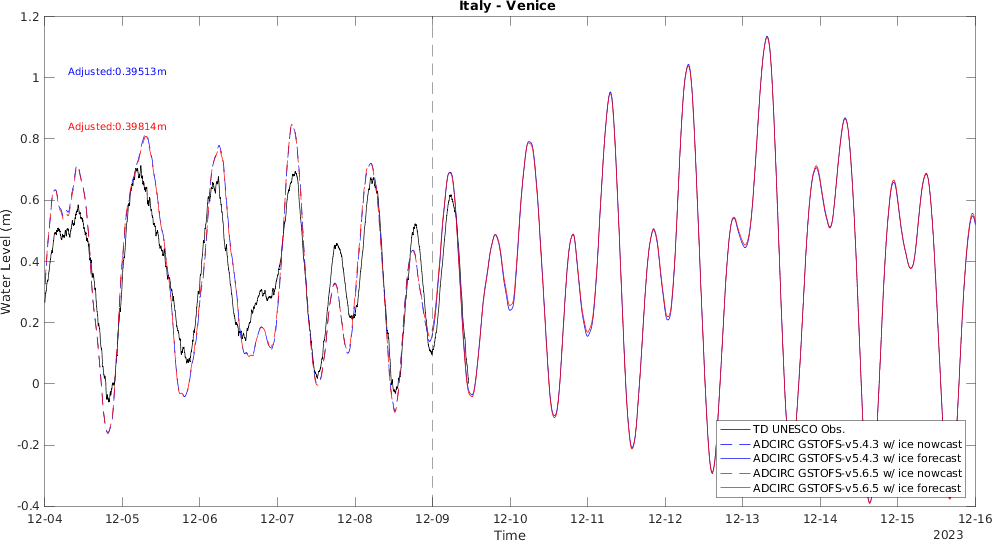 Italy - Venice
Water Level (m)
1.2
1
0.8
0.6
0.4
0.2
0
-0.2
-0.4
Adjusted:0.39513m
Adjusted:0.39814m
TD UNESCO Obs.
ADCIRC GSTOFS-v5.4.3 w/ ice nowcast
ADCIRC GSTOFS-v5.4.3 w/ ice forecast
ADCIRC GSTOFS-v5.6.5 w/ ice nowcast
ADCIRC GSTOFS-v5.6.5 w/ ice forecast
12-04 12-05 12-06 12-07 12-08 12-09 12-10 12-11 12-12 12-13 12-14 12-15 12-16
Time
2023